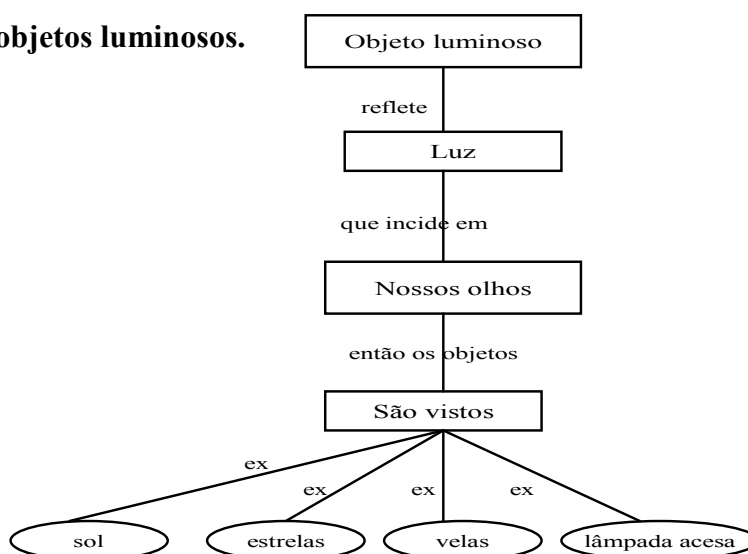 objetos luminosos.
Objeto luminoso
reflete
Luz
que incide em
Nossos olhos
então os objetos
São vistos
ex
ex
ex
ex
sol
estrelas
velas
lâmpada acesa